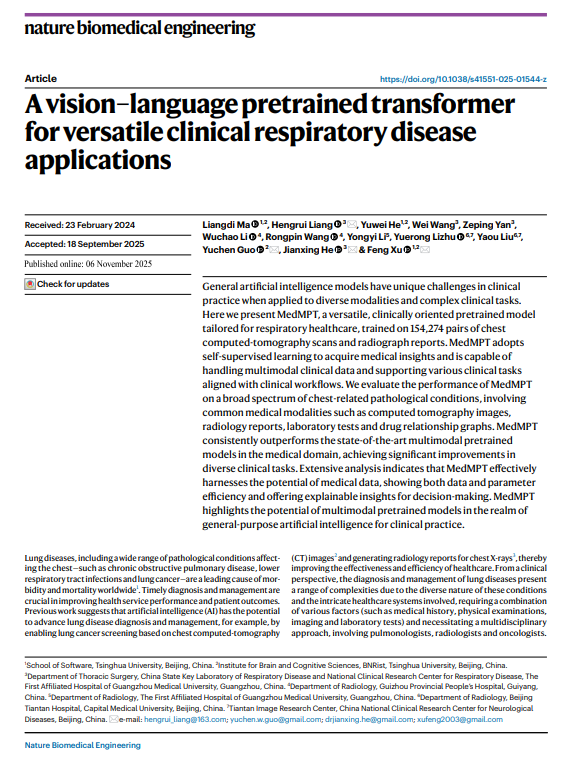 nature biomedical engineering
Article
https://doi.org/10.1038/s41551-025-01544-z
A vision–language pretrained transformer
for versatile clinical respiratory disease
applications
Received: 23 February 2024
Accepted: 18 September 2025
Published online: 06 November 2025
Check for updates
Liangdi Ma 1,2, Hengrui Liang 3, Yuwei He1,2, Wei Wang3, Zeping Yan3,
Wuchao Li 4, Rongpin Wang 4, Yongyi Li5, Yuerong Lizhu 6,7, Yaou Liu6,7,
Yuchen Guo 2, Jianxing He 3 & Feng Xu 1,2
General artificial intelligence models have unique challenges in clinical
practice when applied to diverse modalities and complex clinical tasks.
Here we present MedMPT, a versatile, clinically oriented pretrained model
tailored for respiratory healthcare, trained on 154,274 pairs of chest
computed-tomography scans and radiograph reports. MedMPT adopts
self-supervised learning to acquire medical insights and is capable of
handling multimodal clinical data and supporting various clinical tasks
aligned with clinical workflows. We evaluate the performance of MedMPT
on a broad spectrum of chest-related pathological conditions, involving
common medical modalities such as computed tomography images,
radiology reports, laboratory tests and drug relationship graphs. MedMPT
consistently outperforms the state-of-the-art multimodal pretrained
models in the medical domain, achieving significant improvements in
diverse clinical tasks. Extensive analysis indicates that MedMPT effectively
harnesses the potential of medical data, showing both data and parameter
efficiency and offering explainable insights for decision-making. MedMPT
highlights the potential of multimodal pretrained models in the realm of
general-purpose artificial intelligence for clinical practice.
Lung diseases, including a wide range of pathological conditions affect-
ing the chest—such as chronic obstructive pulmonary disease, lower
respiratory tract infections and lung cancer—are a leading cause of mor-
bidity and mortality worldwide1. Timely diagnosis and management are
crucial in improving health service performance and patient outcomes.
Previous work suggests that artificial intelligence (AI) has the potential
to advance lung disease diagnosis and management, for example, by
enabling lung cancer screening based on chest computed-tomography
(CT) images2 and generating radiology reports for chest X-rays3, thereby
improving the effectiveness and efficiency of healthcare. From a clinical
perspective, the diagnosis and management of lung diseases present
a range of complexities due to the diverse nature of these conditions
and the intricate healthcare systems involved, requiring a combination
of various factors (such as medical history, physical examinations,
imaging and laboratory tests) and necessitating a multidisciplinary
approach, involving pulmonologists, radiologists and oncologists.
1School of Software, Tsinghua University, Beijing, China. 2Institute for Brain and Cognitive Sciences, BNRist, Tsinghua University, Beijing, China.
3Department of Thoracic Surgery, China State Key Laboratory of Respiratory Disease and National Clinical Research Center for Respiratory Disease, The
First Affiliated Hospital of Guangzhou Medical University, Guangzhou, China. 4Department of Radiology, Guizhou Provincial People's Hospital, Guiyang,
China. 5Department of Radiology, The First Affiliated Hospital of Guangzhou Medical University, Guangzhou, China. 6Department of Radiology, Beijing
Tiantan Hospital, Capital Medical University, Beijing, China. 7Tiantan Image Research Center, China National Clinical Research Center for Neurological
Diseases, Beijing, China. e-mail: hengrui_liang@163.com; yuchen.w.guo@gmail.com; drjianxing.he@gmail.com; xufeng2003@gmail.com
Nature Biomedical Engineering